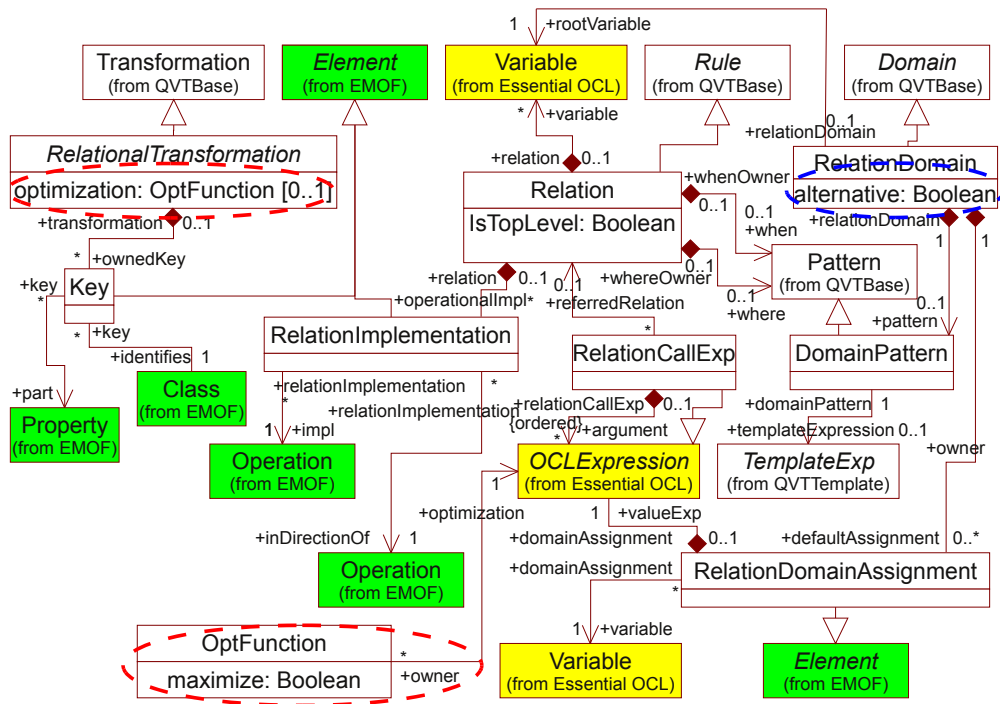 1
+rootVariable
Transformation
(from QVTBase)
Element
(from EMOF)
Variable
(from Essential OCL)
Rule
(from QVTBase)
Domain
(from QVTBase)
*
+variable
0..1
+relationDomain
RelationalTransformation
optimization: OptFunction [0..1]
+relation
0..1
Relation
IsTopLevel: Boolean
+whenOwner
0..1
0..1
+when
RelationDomain
alternative: Boolean
+relationDomain
1
1
+transformation
0..1
*
+ownedKey
+key
*
Key
*
+key
+identifies
1
+part
Property
(from EMOF)
Class
(from EMOF)
+relation
0..1
+operationalImpl*
0..1
+whereOwner
0..1
0..1
+where
Pattern
(from QVTBase)
0..1
+referredRelation
*
0..1
+pattern
RelationImplementation
RelationCallExp
DomainPattern
+relationImplementation
*
*
+relationImplementation
1
+impl
Operation
(from EMOF)
+relationCallExp
0..1
{ordered}
*
+argument
+domainPattern
1
+templateExpression
0..1
OCLExpression
(from Essential OCL)
TemplateExp
(from QVTTemplate)
+owner
1
+optimization
1
+valueExp
+domainAssignment
0..1
+defaultAssignment
0..*
+inDirectionOf
1
Operation
(from EMOF)
+domainAssignment
*
RelationDomainAssignment
OptFunction
maximize: Boolean
*
+owner
1
+variable
Variable
(from Essential OCL)
Element
(from EMOF)